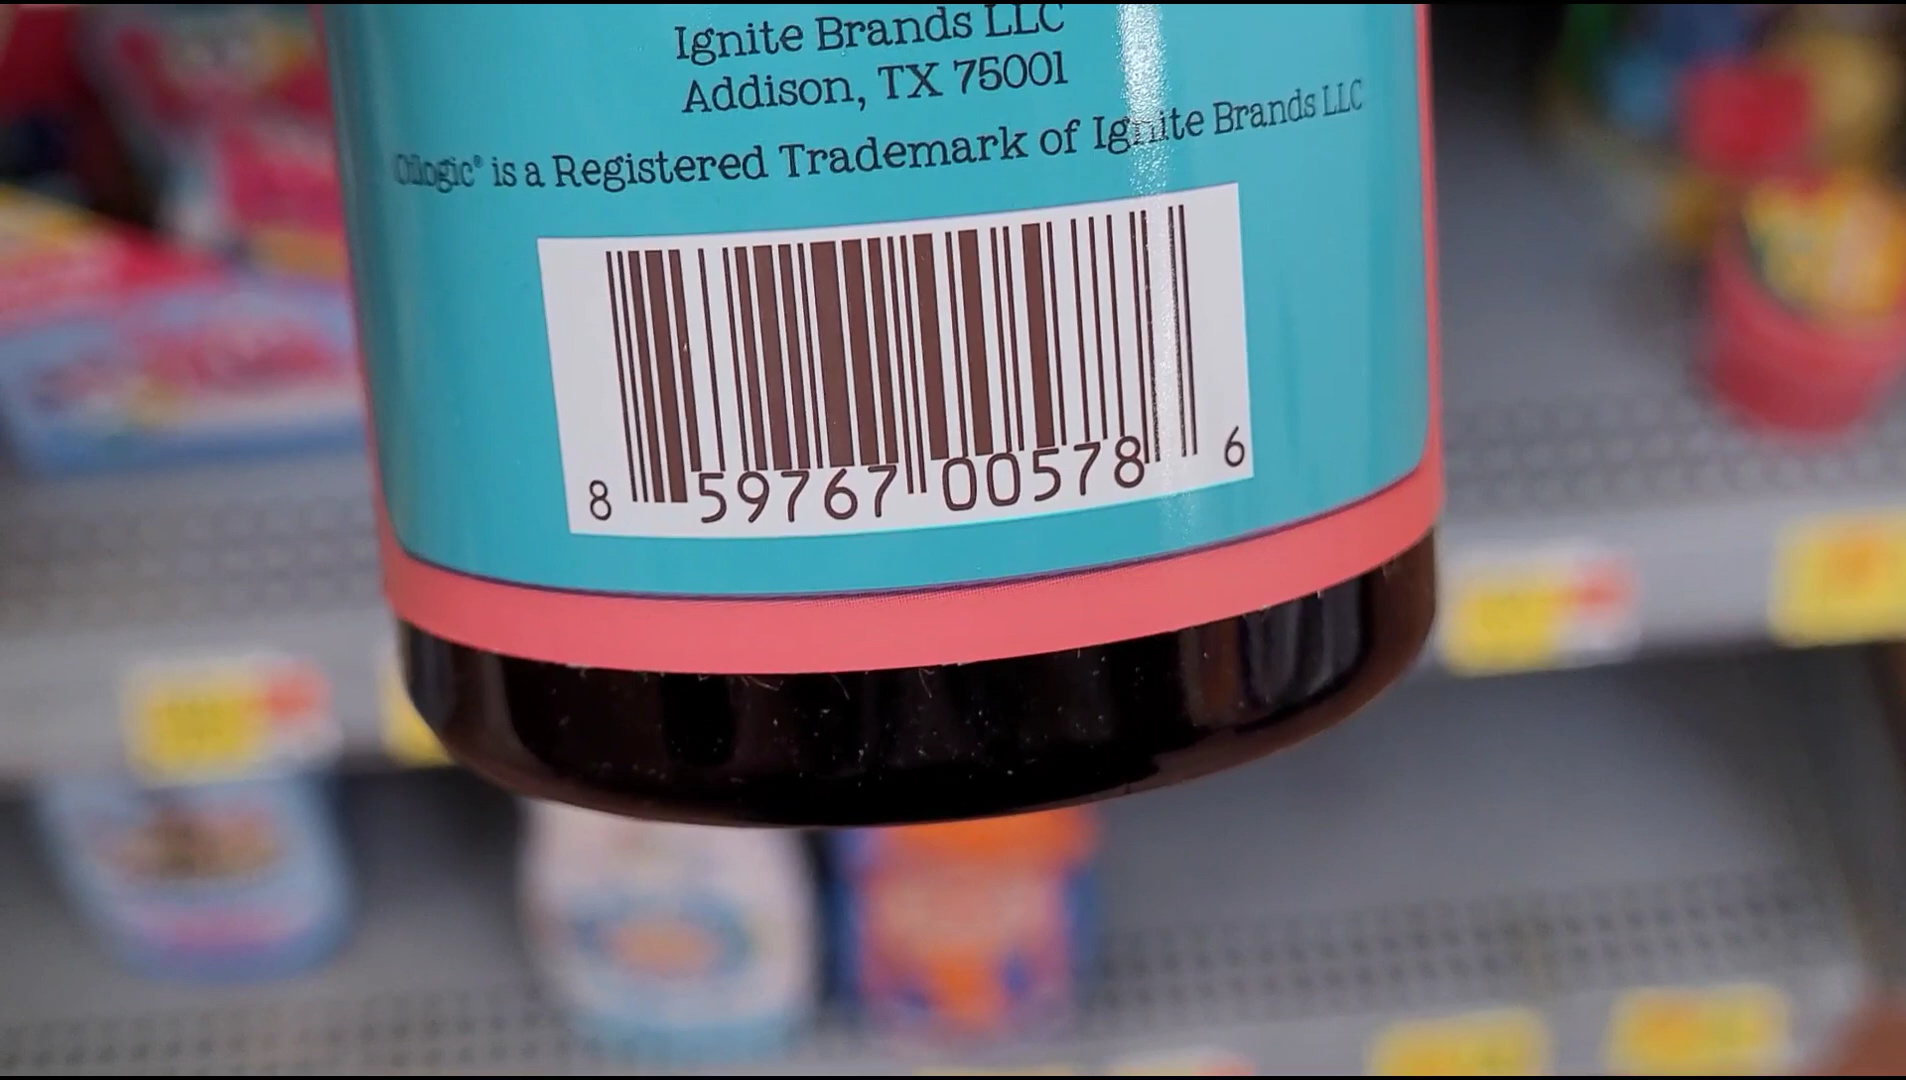 Ignite Brands LLC
Addison, TX 75001
Oilogic® is a Registered Trademark of Ignite Brands LLC
8 59767 00578 6